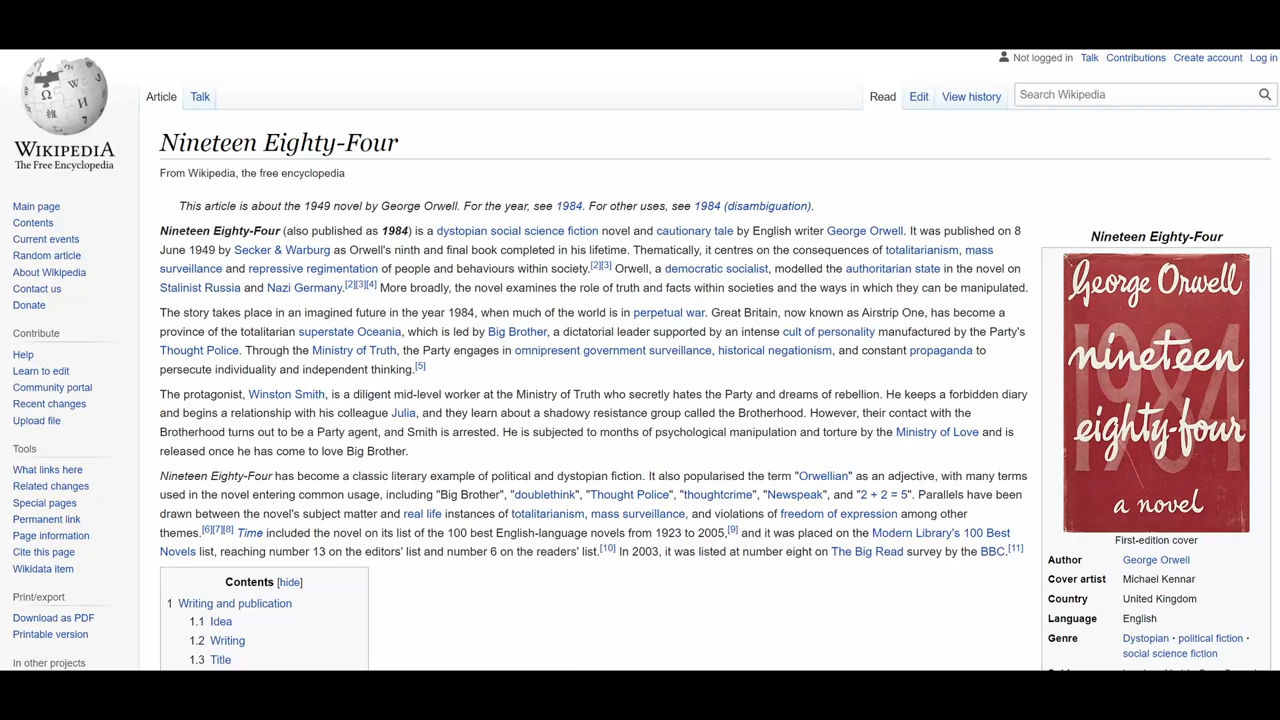 Not logged in Talk Contributions Create account Log in
Article Talk Read Edit View history Search Wikipedia
WIKIPEDIA
The Free Encyclopedia
Main page
Contents
Current events
Random article
About Wikipedia
Contact us
Donate
Contribute
Help
Learn to edit
Community portal
Recent changes
Upload file
Tools
What links here
Related changes
Special pages
Permanent link
Page information
Cite this page
Wikidata item
Print/export
Download as PDF
Printable version
In other projects
Nineteen Eighty-Four
From Wikipedia, the free encyclopedia
This article is about the 1949 novel by George Orwell. For the year, see 1984. For other uses, see 1984 (disambiguation).
Nineteen Eighty-Four (also published as 1984) is a dystopian social science fiction novel and cautionary tale by English writer George Orwell. It was published on 8
June 1949 by Secker & Warburg as Orwell's ninth and final book completed in his lifetime. Thematically, it centres on the consequences of totalitarianism, mass
surveillance and repressive regimentation of people and behaviours within society.[2][3] Orwell, a democratic socialist, modelled the authoritarian state in the novel on
Stalinist Russia and Nazi Germany.[2][3][4] More broadly, the novel examines the role of truth and facts within societies and the ways in which they can be manipulated.
The story takes place in an imagined future in the year 1984, when much of the world is in perpetual war. Great Britain, now known as Airstrip One, has become a
province of the totalitarian superstate Oceania, which is led by Big Brother, a dictatorial leader supported by an intense cult of personality manufactured by the Party's
Thought Police. Through the Ministry of Truth, the Party engages in omnipresent government surveillance, historical negationism, and constant propaganda to
persecute individuality and independent thinking.[5]
The protagonist, Winston Smith, is a diligent mid-level worker at the Ministry of Truth who secretly hates the Party and dreams of rebellion. He keeps a forbidden diary
and begins a relationship with his colleague Julia, and they learn about a shadowy resistance group called the Brotherhood. However, their contact with the
Brotherhood turns out to be a Party agent, and Smith is arrested. He is subjected to months of psychological manipulation and torture by the Ministry of Love and is
released once he has come to love Big Brother.
Nineteen Eighty-Four has become a classic literary example of political and dystopian fiction. It also popularised the term "Orwellian" as an adjective, with many terms
used in the novel entering common usage, including "Big Brother", "doublethink", "Thought Police", "thoughtcrime", "Newspeak", and "2 + 2 = 5". Parallels have been
drawn between the novel's subject matter and real life instances of totalitarianism, mass surveillance, and violations of freedom of expression among other
themes.[6][7][8] Time included the novel on its list of the 100 best English-language novels from 1923 to 2005,[9] and it was placed on the Modern Library's 100 Best
Novels list, reaching number 13 on the editors' list and number 6 on the readers' list.[10] In 2003, it was listed at number eight on The Big Read survey by the BBC.[11]
Contents [hide]
1 Writing and publication
1.1 Idea
1.2 Writing
1.3 Title
Nineteen Eighty-Four
George Orwell
1984
nineteen
eighty-four
a novel
First-edition cover
Author George Orwell
Cover artist Michael Kennar
Country United Kingdom
Language English
Genre Dystopian · political fiction ·
social science fiction